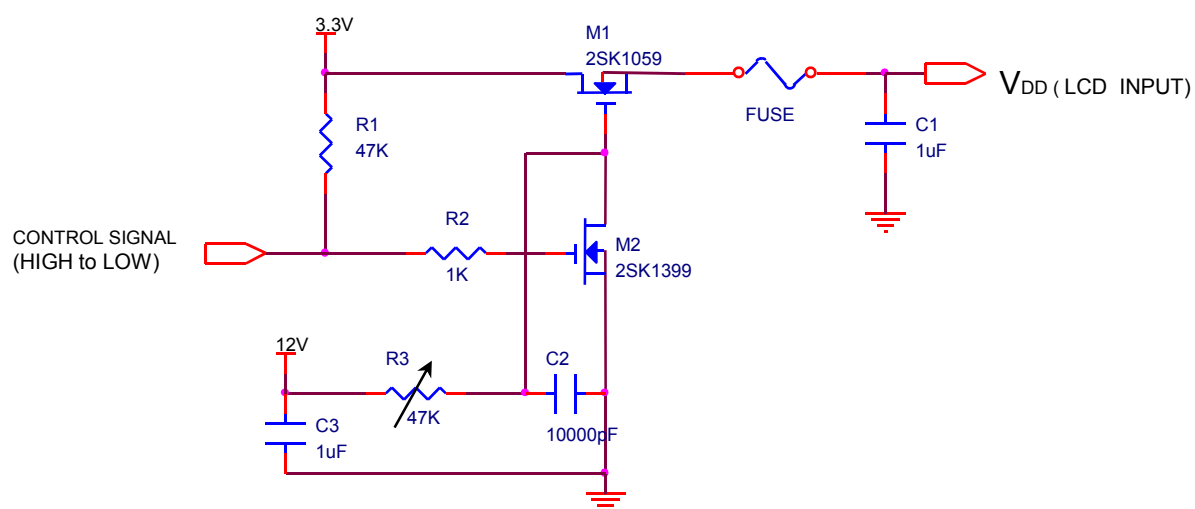 3.3V
M1
2SK1059
VDD ( LCD INPUT)
FUSE
R1
47K
C1
1uF
R2
CONTROL SIGNAL
(HIGH to LOW)
1K
M2
2SK1399
12V
R3
47K
C2
10000pF
C3
1uF